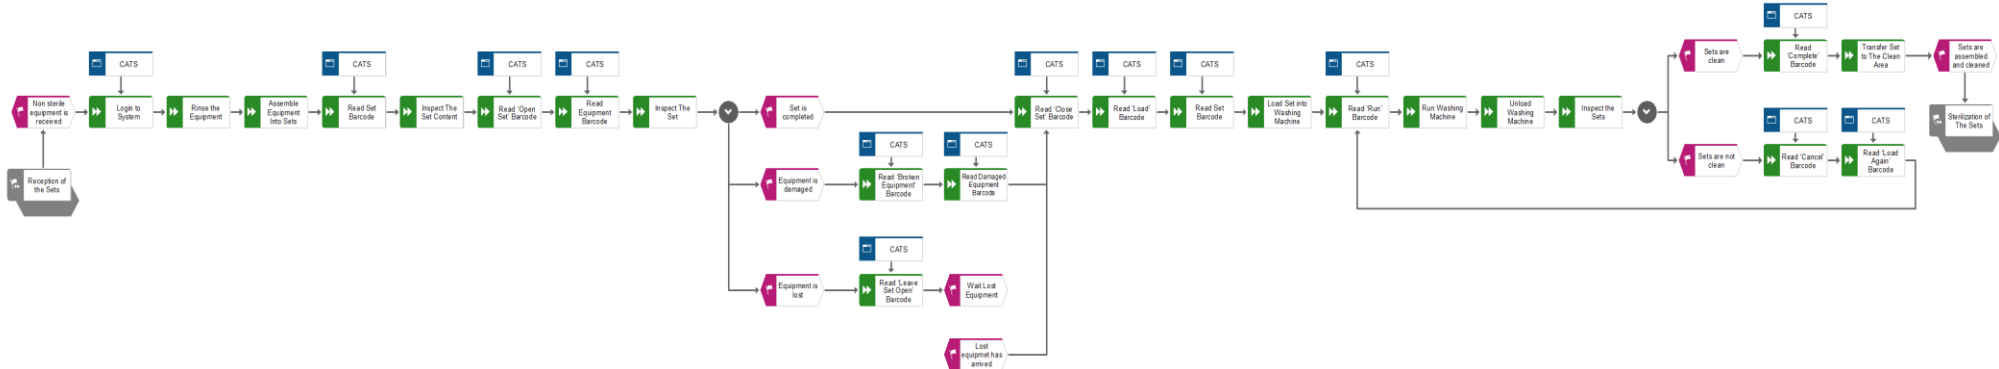 CATS
Sets are
clean
Read
'Complete'
Barcode
Transfer Set
to The Clean
Area
Sets are
assembled
and cleaned
CATS
CATS
CATS
CATS
CATS
CATS
CATS
CATS
Non sterile
equipment is
received
Login to
System
Rinse the
Equipment
Assemble
Equipment
Into Sets
Read Set
Barcode
Inspect The
Set Content
Read 'Open
Set' Barcode
Read
Equipment
Barcode
Inspect The
Set
Set is
completed
Read 'Close
Set' Barcode
Read 'Load'
Barcode
Read Set
Barcode
Load Set into
Washing
Machine
Read 'Run'
Barcode
Run Washing
Machine
Unload
Washing
Machine
Inspect the
Sets
CATS
CATS
Sterilization of
The Sets
CATS
CATS
Sets are not
clean
Read 'Cancel'
Barcode
Read 'Load
Again'
Barcode
Reception of
the Sets
Equipment is
damaged
Read 'Broken
Equipment'
Barcode
Read Damaged
Equipment
Barcode
CATS
Equipment is
lost
Read 'Leave
Set Open'
Barcode
Wait Lost
Equipment
Lost
equipmet has
arrived